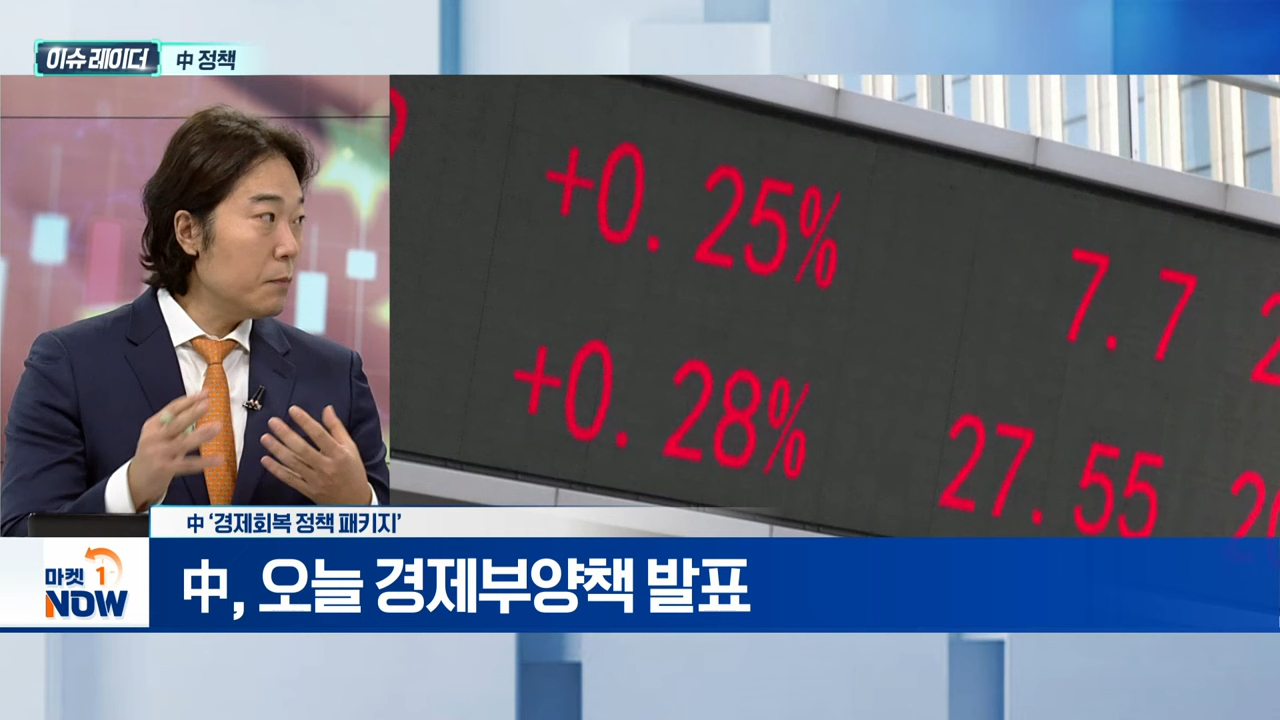 이슈 레이더
中 정책
+0.25%
7.7
+0.28%
27.55
中 ‘경제회복 정책 패키지’
마켓 1
NOW
中, 오늘 경제부양책 발표